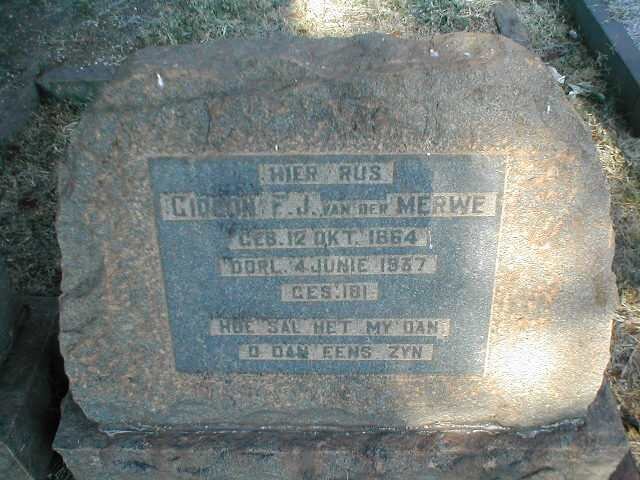 HIER RUS
GIDEON F.J. VAN DER MERWE
GEB. 12 OKT. 1864
OORL. 4 JUNIE 1937
GES. 181
HOE SAL HET MY DAN
O DAN EENS ZYN